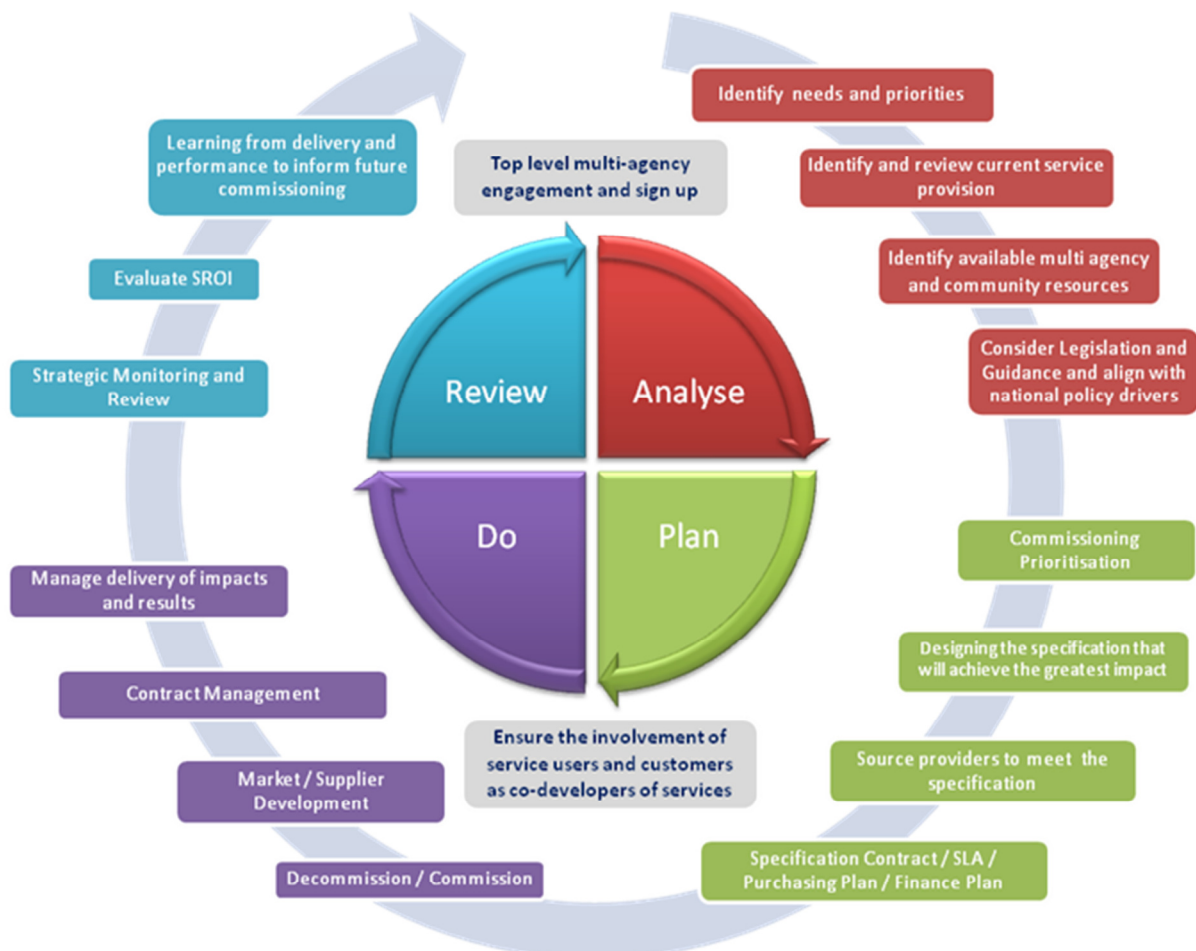 Identify needs and priorities
Identify and review current service
provision
Identify available multi agency
and community resources
Consider Legislation and
Guidance and align with
national policy drivers
Commissioning
Prioritisation
Designing the specification that
will achieve the greatest impact
Source providers to meet the
specification
Specification Contract / SLA /
Purchasing Plan / Finance Plan
Decommission / Commission
Market / Supplier
Development
Contract Management
Manage delivery of impacts
and results
Strategic Monitoring and
Review
Evaluate SROI
Learning from delivery and
performance to inform future
commissioning
Top level multi-agency
engagement and sign up
Review
Analyse
Do
Plan
Ensure the involvement of
service users and customers
as co-developers of services